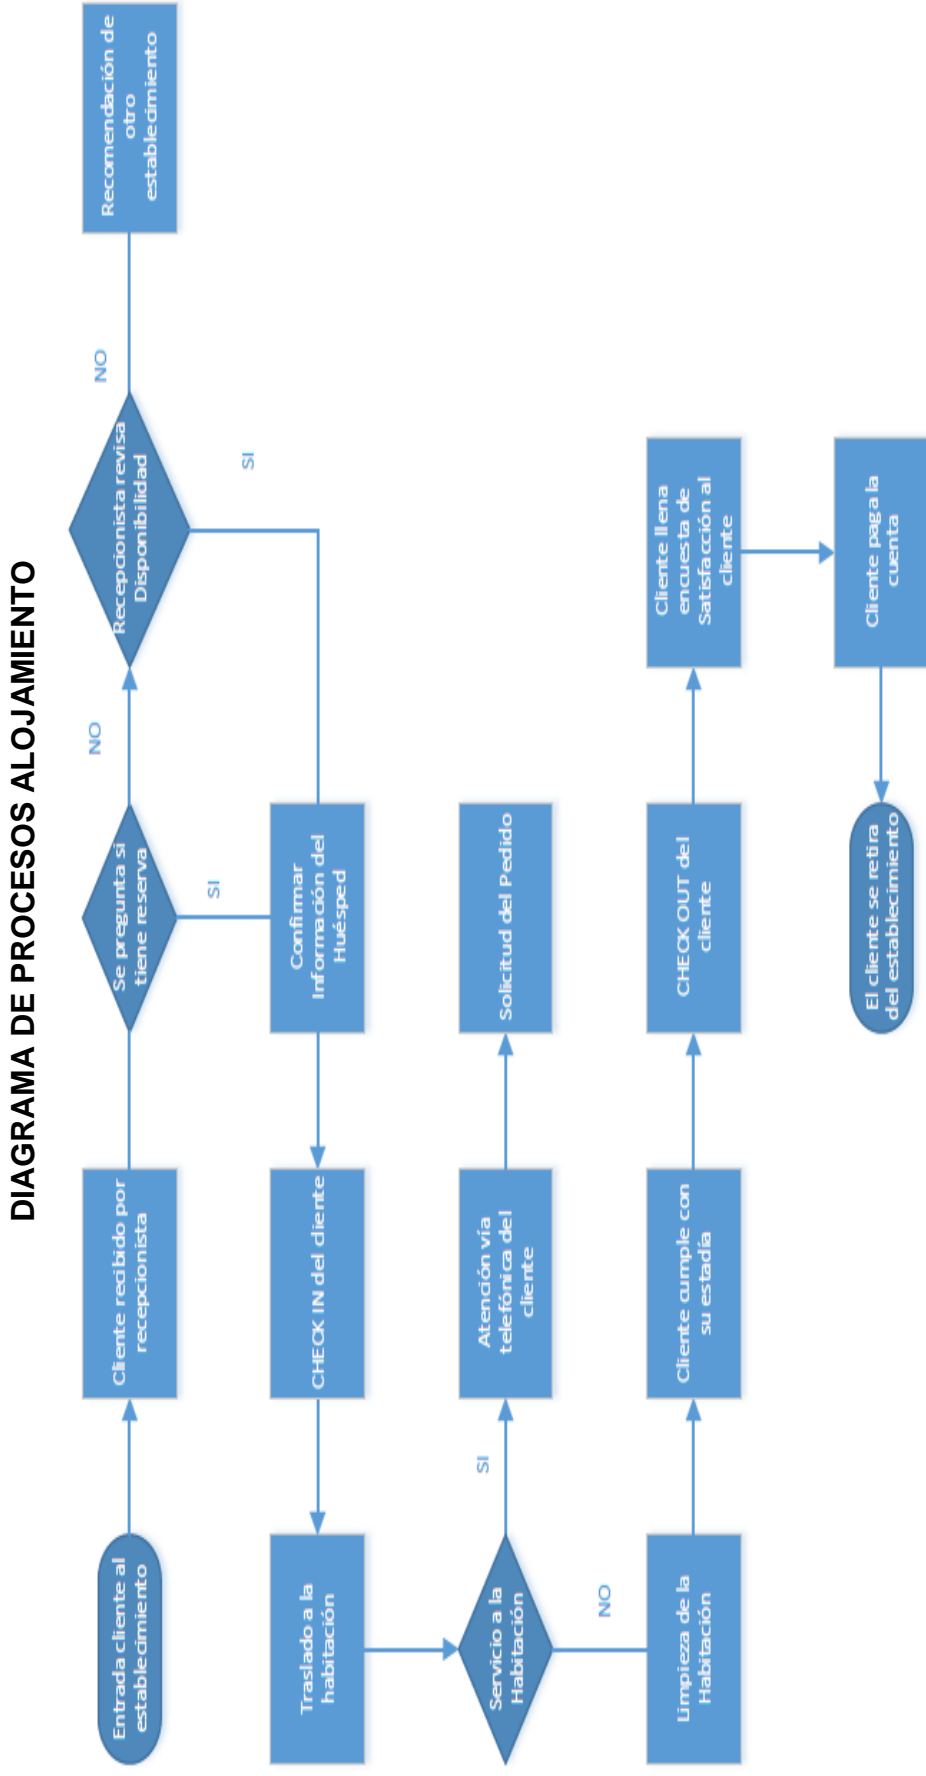 DIAGRAMA DE PROCESOS ALOJAMIENTO
Entrada cliente al
establecimiento
Cliente recibido por
recepcionista
Se pregunta si
tiene reserva
NO
Recepcionista revisa
Disponibilidad
NO
Recomendación de
otro
establecimiento
SI
SI
Confirmar
Información del
Huésped
CHECK IN del cliente
Traslado a la
habitación
Servicio a la
Habitación
SI
Atención vía
telefónica del
cliente
Solicitud del Pedido
NO
Limpieza de la
Habitación
Cliente cumple con
su estadía
CHECK OUT del
cliente
Cliente llena
encuesta de
Satisfacción al
cliente
Cliente paga la
cuenta
El cliente se retira
del establecimiento